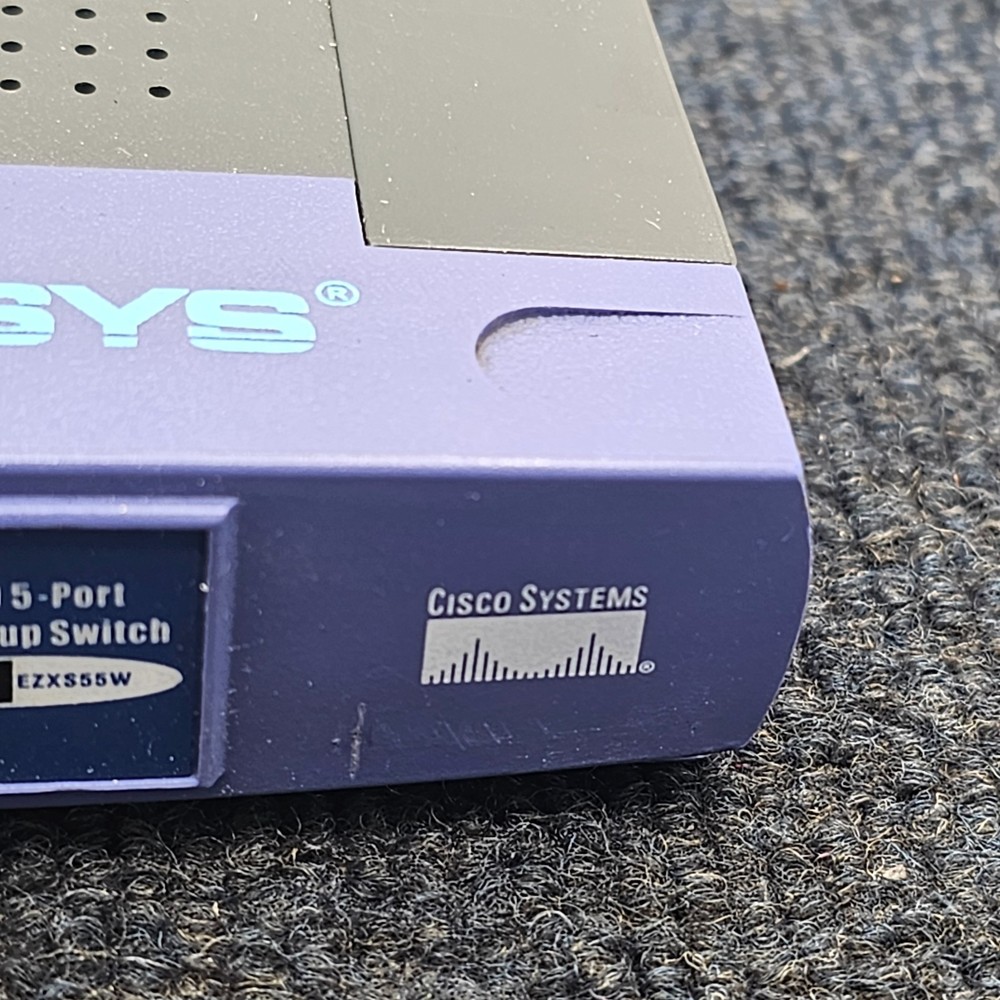 SYS®
5-Port
up Switch
EZXS55W
CISCO SYSTEMS
®